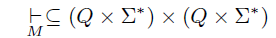 ⊢_M ⊆ (Q × Σ*) × (Q × Σ*)